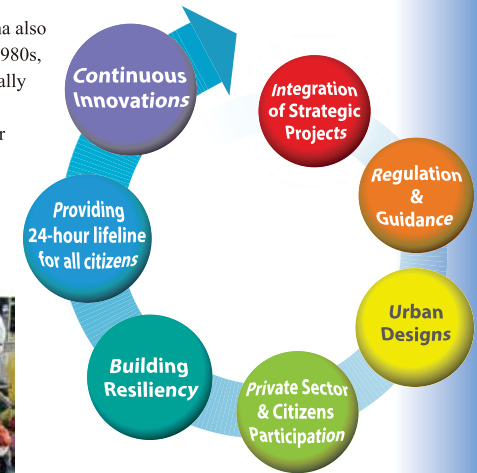 a also
980s,
ally
r
Continuous
Innovations
Integration
of Strategic
Projects
Regulation
&
Guidance
Urban
Designs
Private Sector
& Citizens
Participation
Building
Resiliency
Providing
24-hour lifeline
for all citizens